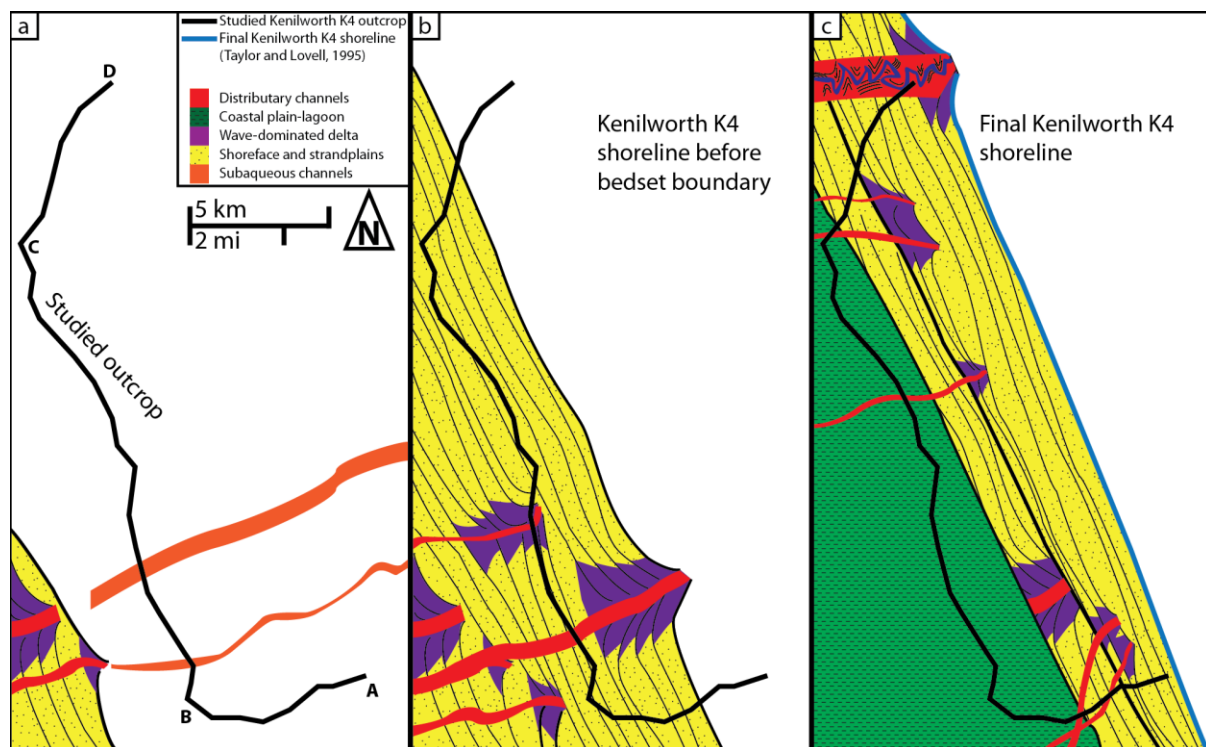 a
Studied Kenilworth K4 outcrop
Final Kenilworth K4 shoreline
(Taylor and Lovell, 1995)
Distributary channels
Coastal plain-lagoon
Wave-dominated delta
Shoreface and strandplains
Subaqueous channels
5 km
2 mi
N
D
C
Studied outcrop
A
B
b
Kenilworth K4
shoreline before
bedset boundary
c
Final Kenilworth K4
shoreline